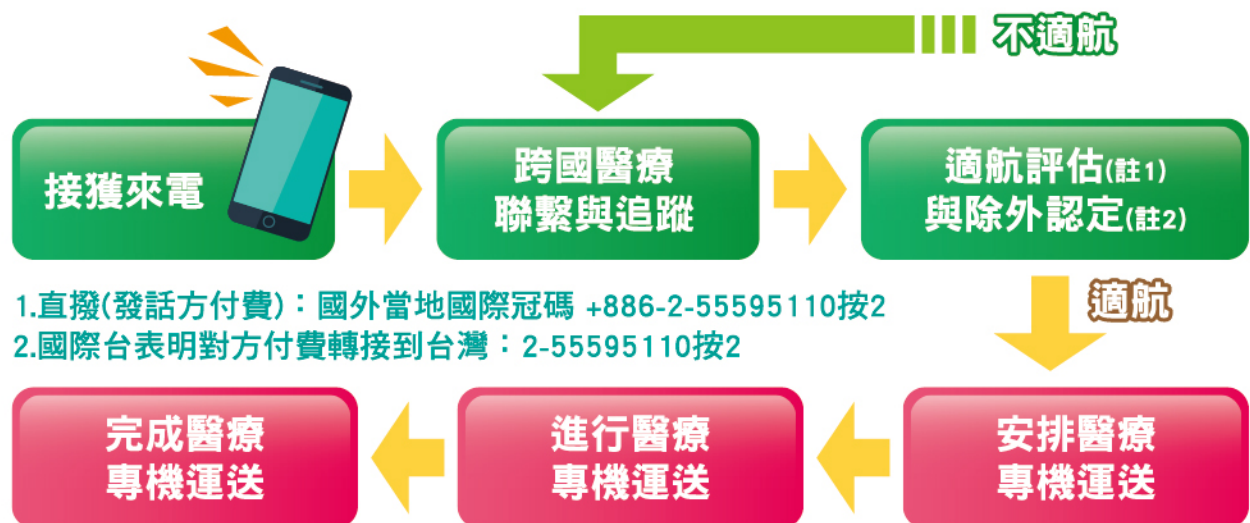 不適航
接獲來電
跨國醫療
聯繫與追蹤
適航評估(註1)
與除外認定(註2)
1.直撥(發話方付費)：國外當地國際冠碼 +886-2-55595110按2
2.國際台表明對方付費轉接到台灣：2-55595110按2
適航
安排醫療
專機運送
進行醫療
專機運送
完成醫療
專機運送